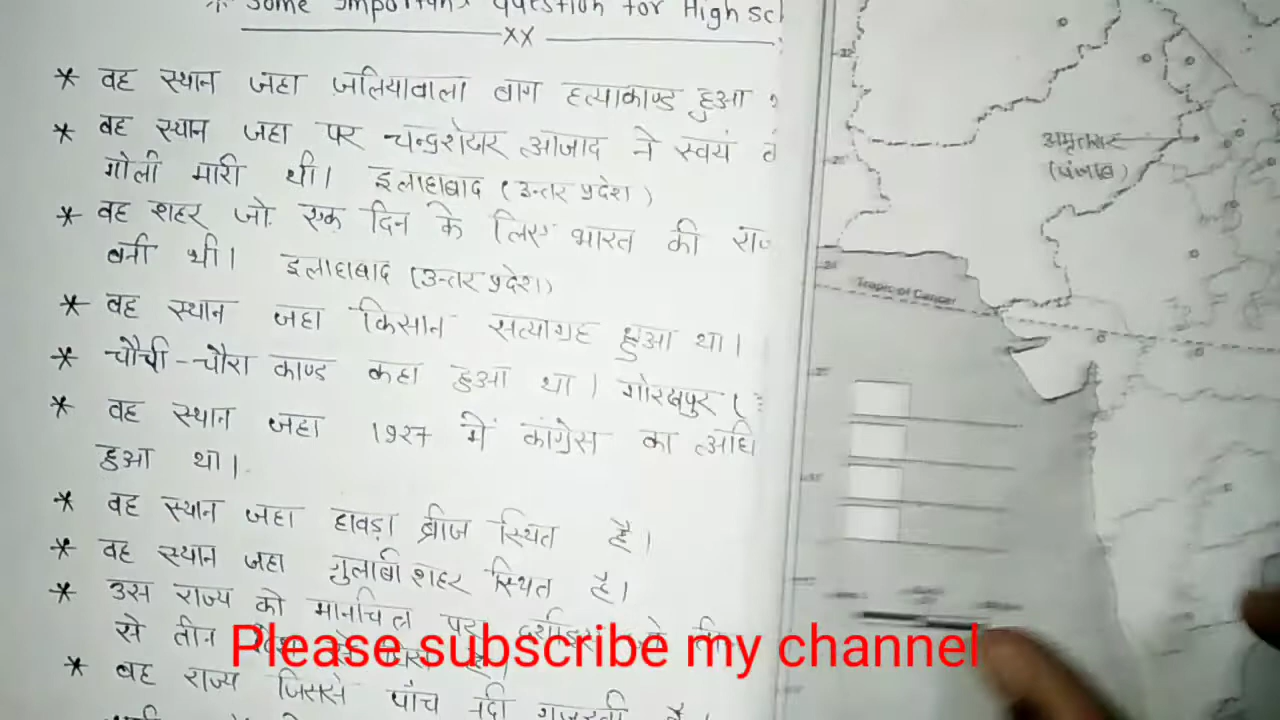 Some Important Question for High Sc
XX
* वह स्थान जहा जलियावाला बाग हत्याकाण्ड हुआ
* वह स्थान जहा पर चन्द्रशेखर आजाद ने स्वयं
गोली मारी थी। इलाहाबाद (उत्तर प्रदेश)
* वह शहर जो एक दिन के लिए भारत की
बनी थी। इलाहाबाद (उत्तर प्रदेश)
* वह स्थान जहा किसान सत्याग्रह हुआ था।
* चौची-चौरा काण्ड कहा हुआ था। गोरखपुर (
* वह स्थान जहा 1927 में कांग्रेस का अधि
हुआ था।
* वह स्थान जहा हावड़ा ब्रीज स्थित है।
* वह स्थान जहा गुलाबी शहर स्थित है।
* उस राज्य को मानचित्र पर
से तीन
* वह राज्य जिससे पाँच नदी
Please subscribe my channel
अमृतसर
(पंजाब)
Tropic of Cancer